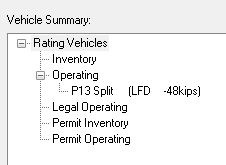 Vehicle Summary:
Rating Vehicles
Inventory
Operating
P13 Split (LFD -48kips)
Legal Operating
Permit Inventory
Permit Operating